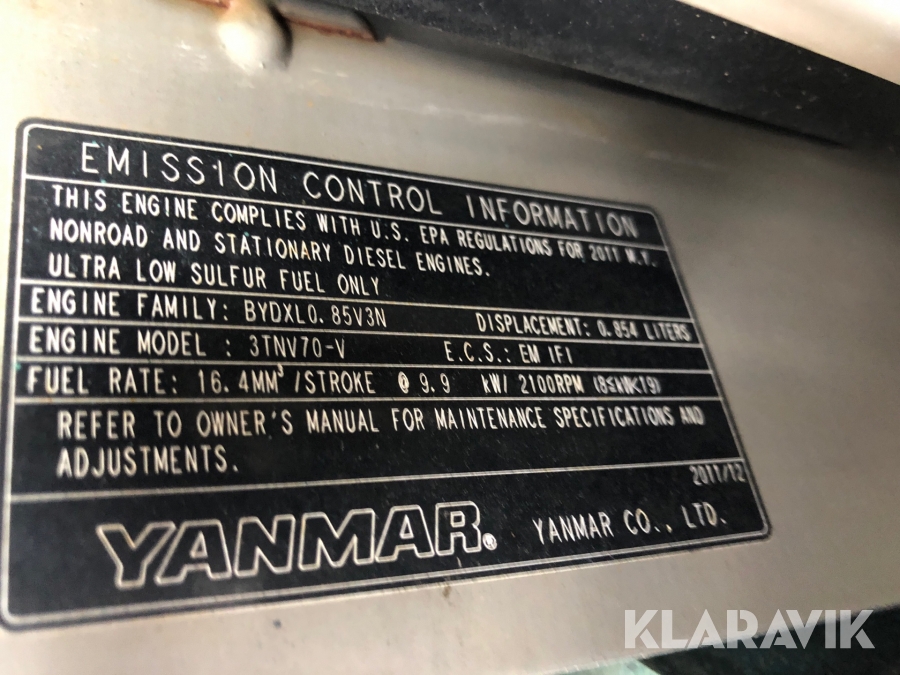 EMISSION CONTROL INFORMATION
THIS ENGINE COMPLIES WITH U.S. EPA REGULATIONS FOR 2011 M.Y.
NONROAD AND STATIONARY DIESEL ENGINES.
ULTRA LOW SULFUR FUEL ONLY
ENGINE FAMILY: BYDXL0.85V3N DISPLACEMENT: 0.854 LITERS
ENGINE MODEL : 3TNV70-V E.C.S.: EM IFI
FUEL RATE: 16.4MM³/STROKE @ 9.9 kW/ 2100RPM (8≤kW<19)
REFER TO OWNER'S MANUAL FOR MAINTENANCE SPECIFICATIONS AND
ADJUSTMENTS.
2011/12
YANMAR® YANMAR CO., LTD.
KLARAVIK